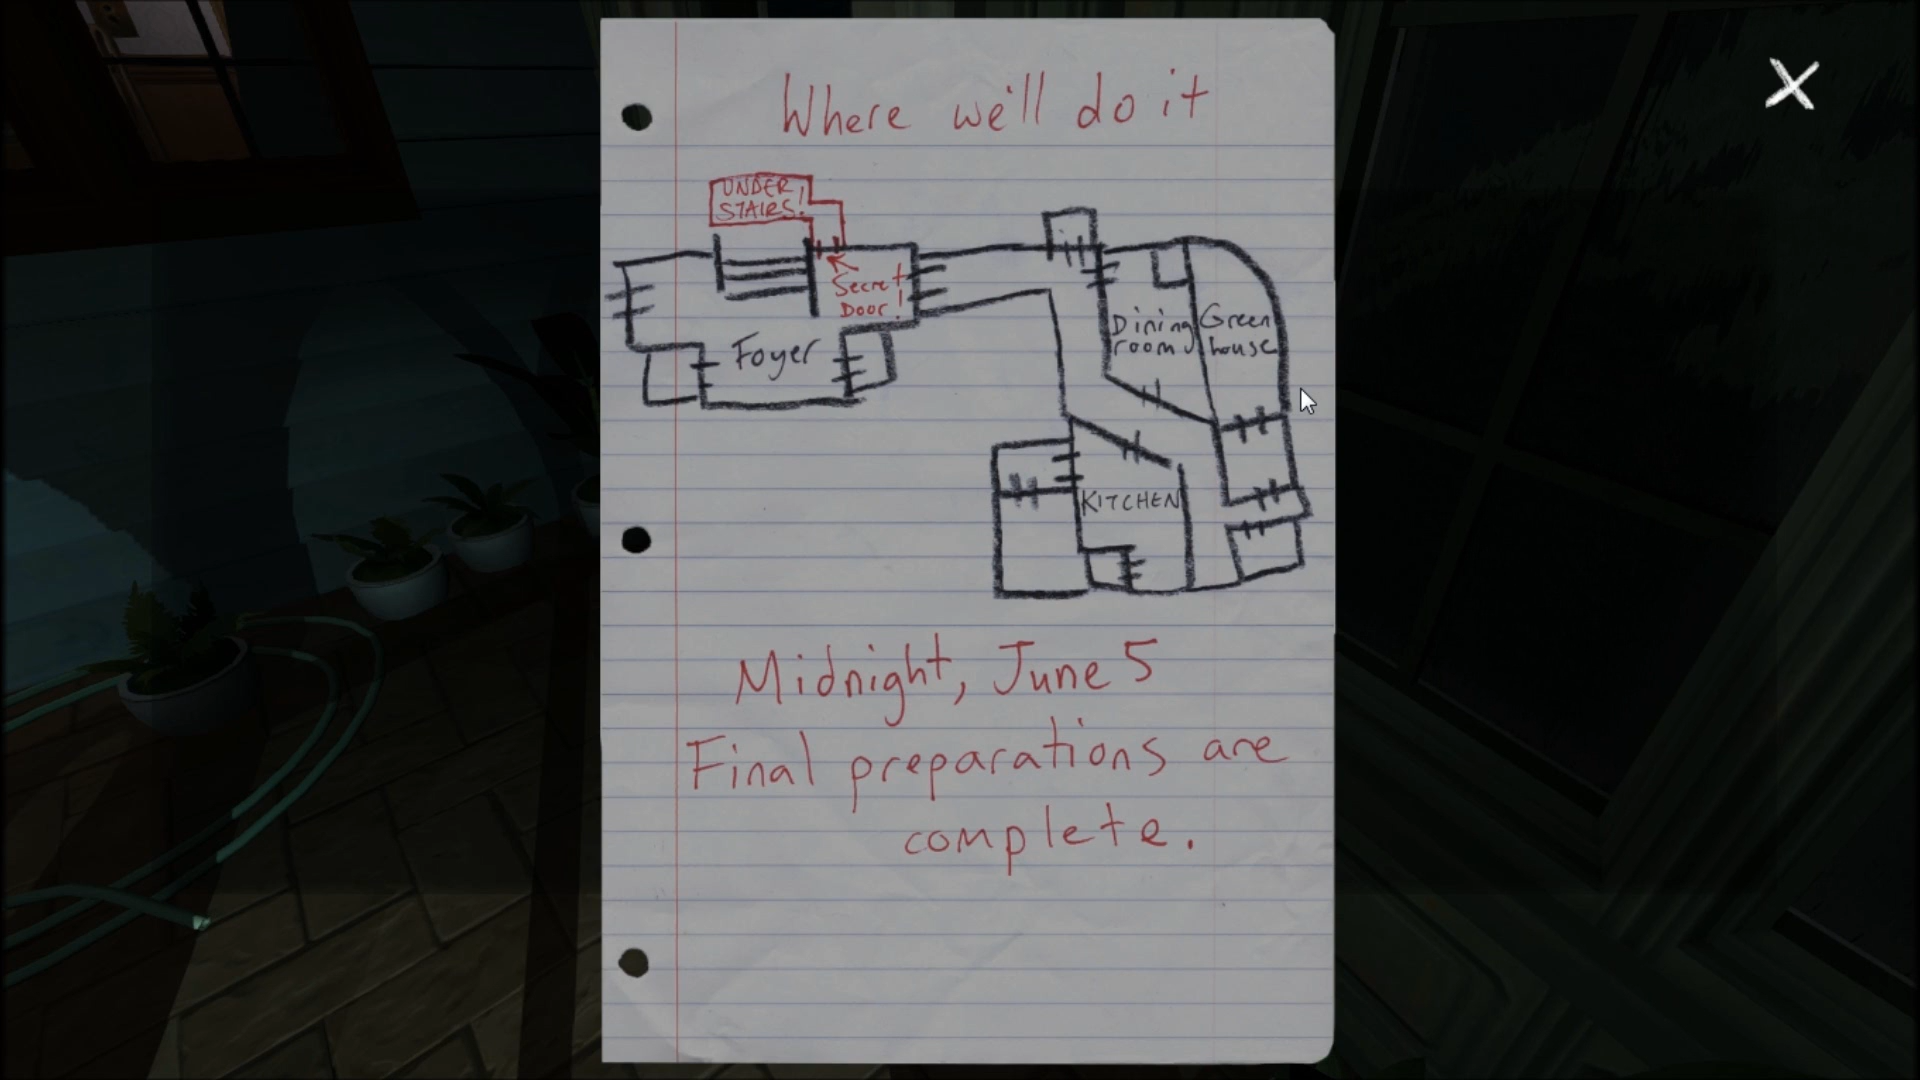 Where we'll do it
UNDER
STAIRS!
Secret
Door!
Foyer
Dining
room
Green
house
KITCHEN
Midnight, June 5
Final preparations are
complete.